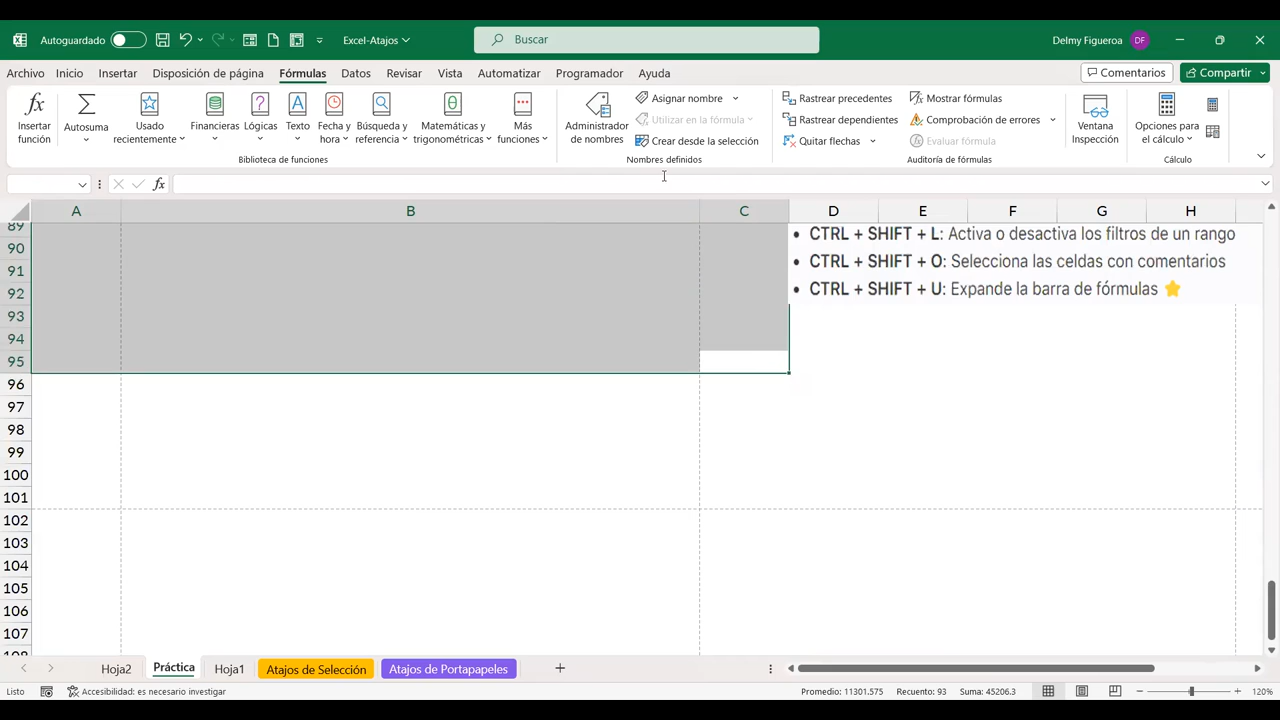 Autoguardado
Excel-Atajos
Buscar
Delmy Figueroa
DF
Archivo Inicio Insertar Disposición de página Fórmulas Datos Revisar Vista Automatizar Programador Ayuda
Comentarios
Compartir
Insertar función
Autosuma
Usado recientemente
Financieras
Lógicas
Texto
Fecha y hora
Búsqueda y referencia
Matemáticas y trigonométricas
Más funciones
Biblioteca de funciones
Administrador de nombres
Asignar nombre
Utilizar en la fórmula
Crear desde la selección
Nombres definidos
Rastrear precedentes
Rastrear dependientes
Quitar flechas
Mostrar fórmulas
Comprobación de errores
Evaluar fórmula
Auditoría de fórmulas
Ventana Inspección
Opciones para el cálculo
Cálculo
fx
A B C D E F G H
89
90
91
92
93
94
95
96
97
98
99
100
101
102
103
104
105
106
107
108
• CTRL + SHIFT + L: Activa o desactiva los filtros de un rango
• CTRL + SHIFT + O: Selecciona las celdas con comentarios
• CTRL + SHIFT + U: Expande la barra de fórmulas
Hoja2 Práctica Hoja1 Atajos de Selección Atajos de Portapapeles
Listo
Accesibilidad: es necesario investigar
Promedio: 11301.575 Recuento: 93 Suma: 45206.3
120%